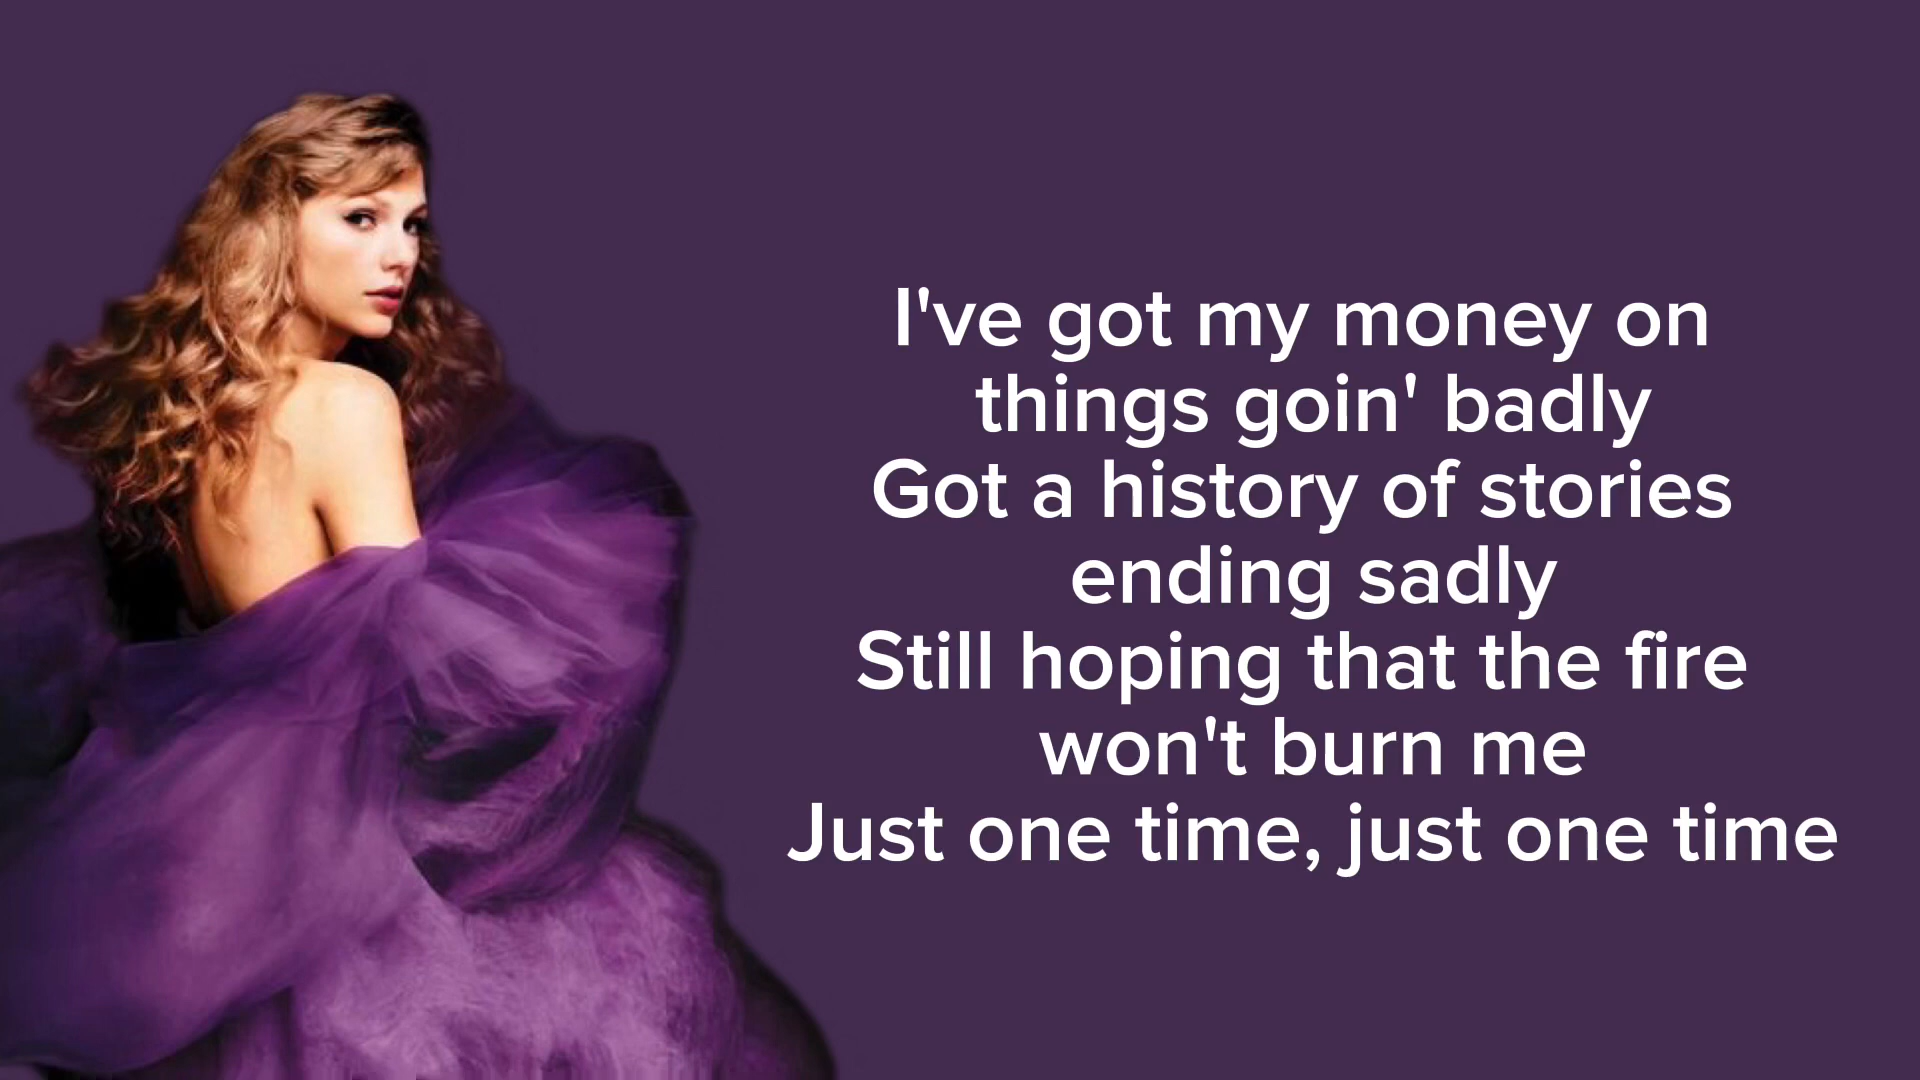 I've got my money on
things goin' badly
Got a history of stories
ending sadly
Still hoping that the fire
won't burn me
Just one time, just one time